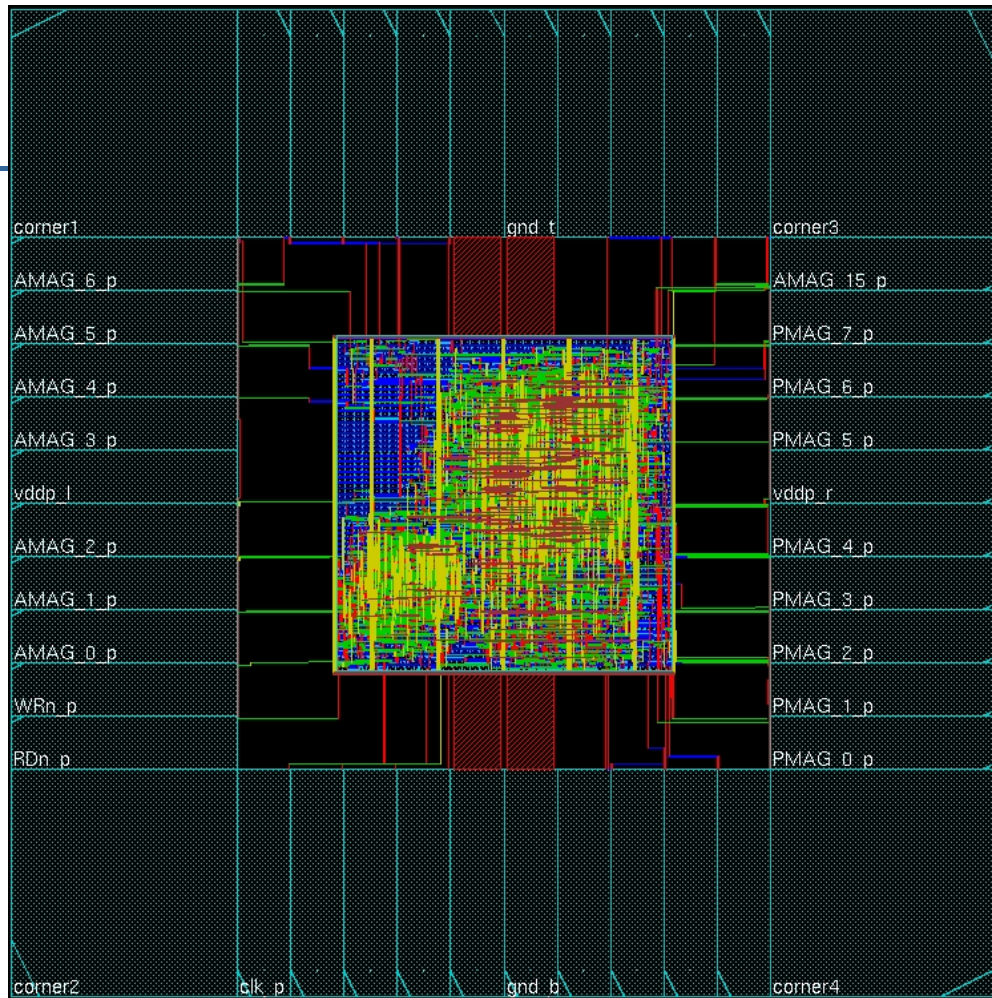 corner1 gnd_t corner3
AMAG_6_p AMAG_15_p
AMAG_5_p PMAG_7_p
AMAG_4_p PMAG_6_p
AMAG_3_p PMAG_5_p
vddp_l vddp_r
AMAG_2_p PMAG_4_p
AMAG_1_p PMAG_3_p
AMAG_0_p PMAG_2_p
WRn_p PMAG_1_p
RDn_p PMAG_0_p
corner2 clk_p gnd_b corner4